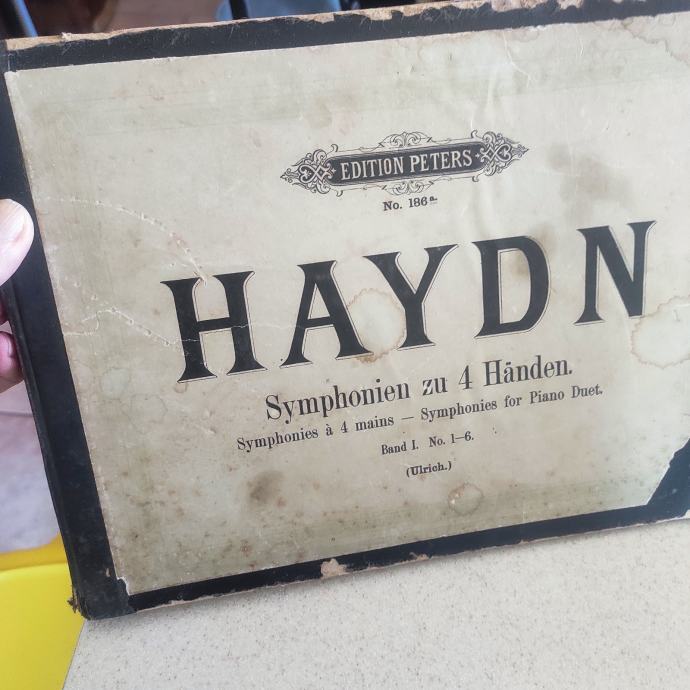 EDITION PETERS
No. 186a.
HAYDN
Symphonien zu 4 Händen.
Symphonies à 4 mains — Symphonies for Piano Duet.
Band I. No. 1–6.
(Ulrich.)